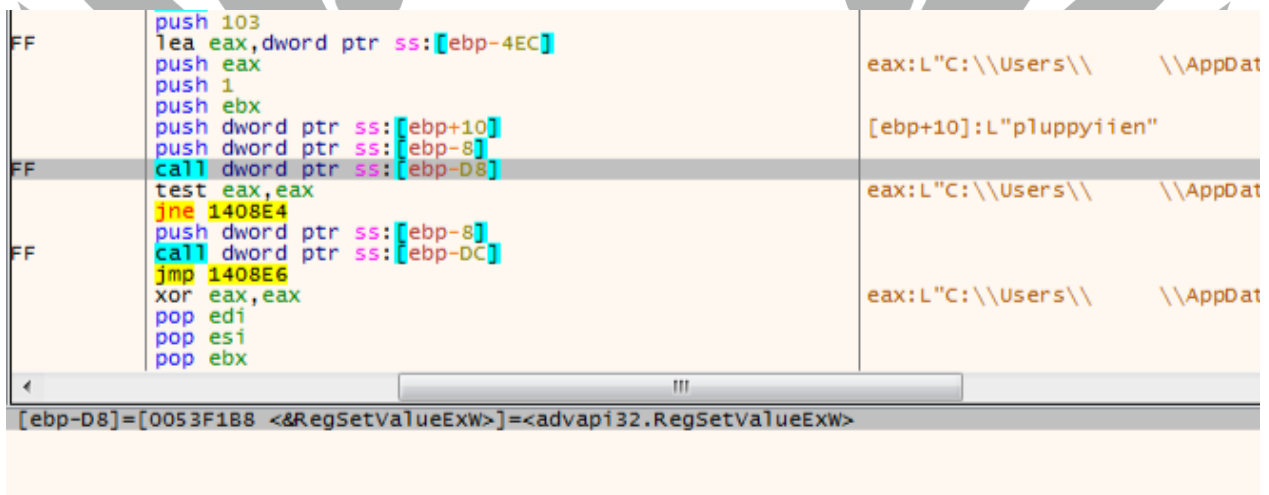 push 103
FF lea eax,dword ptr ss:[ebp-4EC]
push eax eax:L"C:\\Users\\ \\AppDat
push 1
push ebx
push dword ptr ss:[ebp+10] [ebp+10]:L"pluppyiien"
push dword ptr ss:[ebp-8]
FF call dword ptr ss:[ebp-D8]
test eax,eax eax:L"C:\\Users\\ \\AppDat
jne 1408E4
push dword ptr ss:[ebp-8]
FF call dword ptr ss:[ebp-DC]
jmp 1408E6
xor eax,eax eax:L"C:\\Users\\ \\AppDat
pop edi
pop esi
pop ebx
[ebp-D8]=[0053F1B8 <&RegSetValueExW>]=<advapi32.RegSetValueExW>